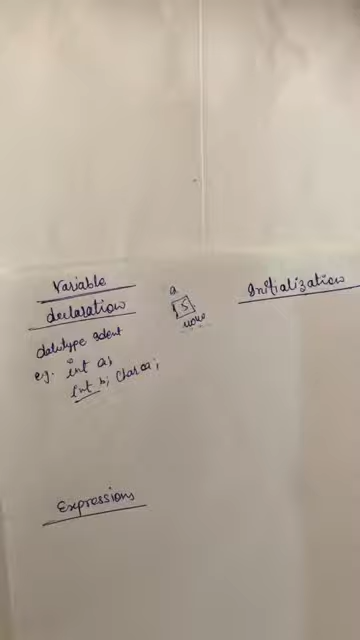 Variable
declaration
datatype ident
e.g. int a;
int b; Char a;
a
5
Initialization
Expressions